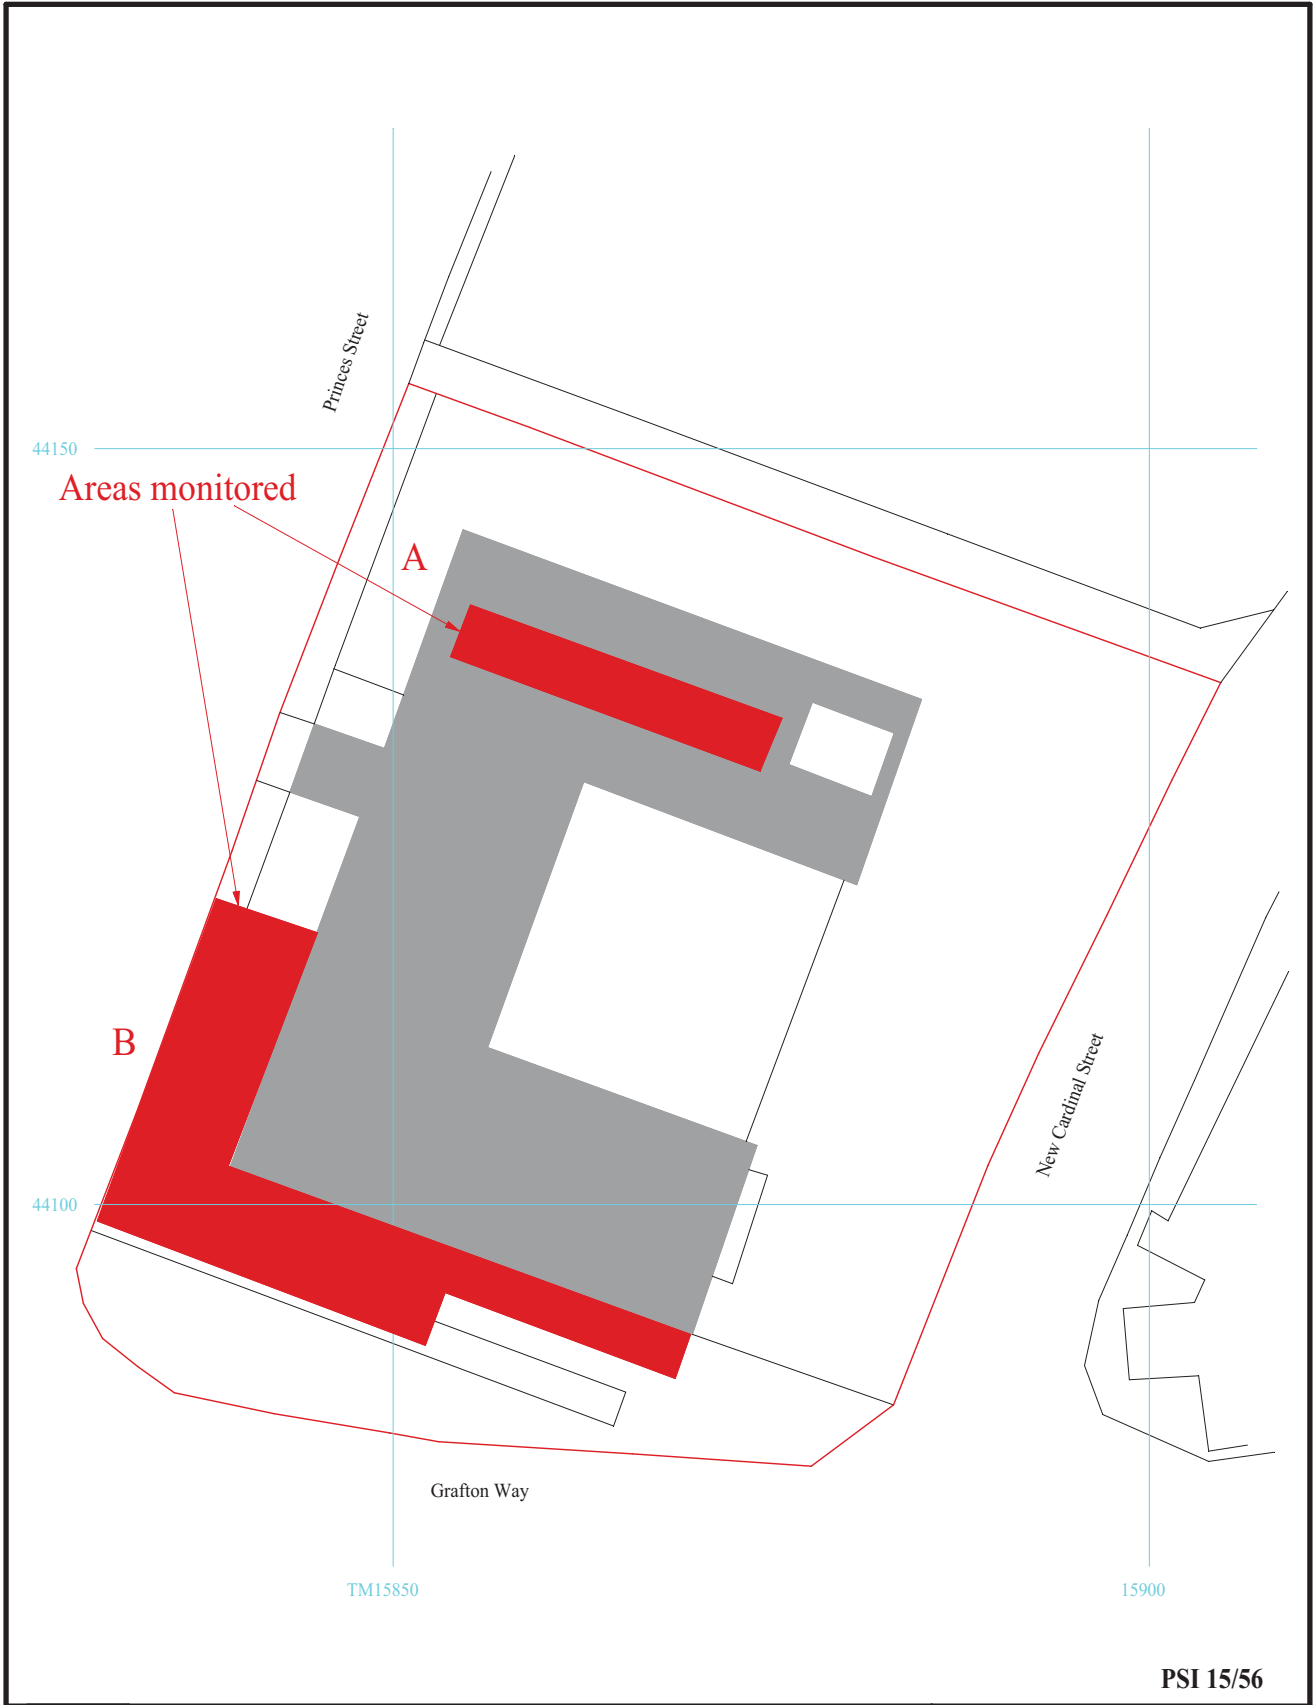 Princes Street
44150
Areas monitored
A
B
New Cardinal Street
44100
Grafton Way
TM15850
15900
PSI 15/56